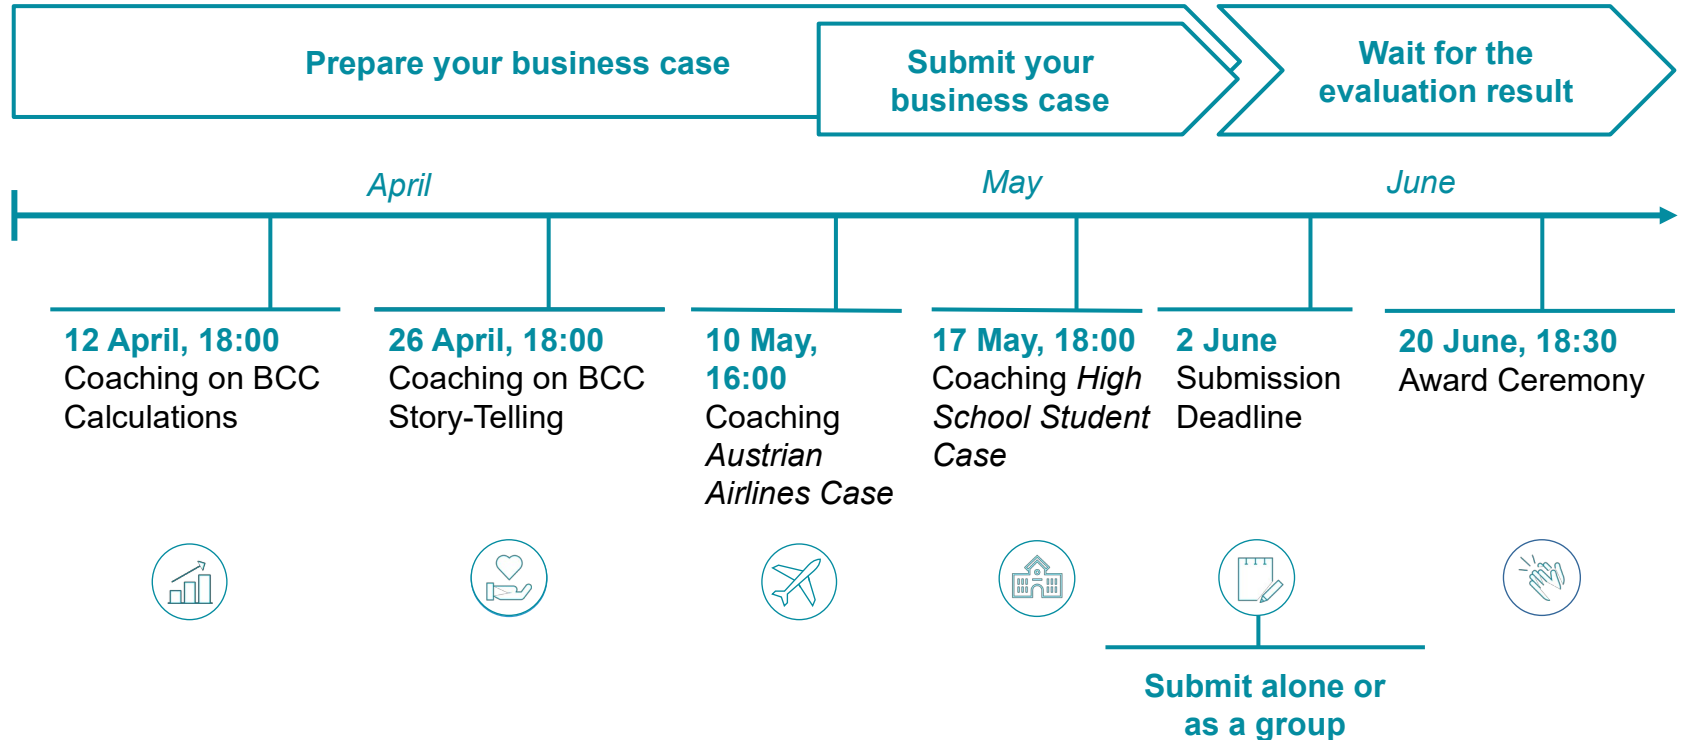 Prepare your business case
Submit your
business case
Wait for the
evaluation result
April
May
June
12 April, 18:00
Coaching on BCC
Calculations
26 April, 18:00
Coaching on BCC
Story-Telling
10 May,
16:00
Coaching
Austrian
Airlines Case
17 May, 18:00
Coaching High
School Student
Case
2 June
Submission
Deadline
20 June, 18:30
Award Ceremony
Submit alone or
as a group